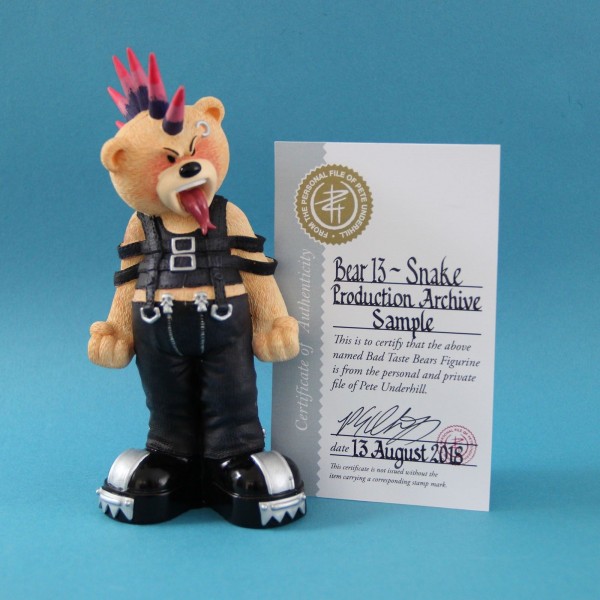 FROM THE PERSONAL FILE OF PETE UNDERHILL.
Certificate of Authenticity
Bear 13 ~ Snake
Production Archive
Sample
This is to certify that the above
named Bad Taste Bears Figurine
is from the personal and private
file of Pete Underhill.
date 13 August 2018
This certificate is not issued without the
item carrying a corresponding stamp mark.